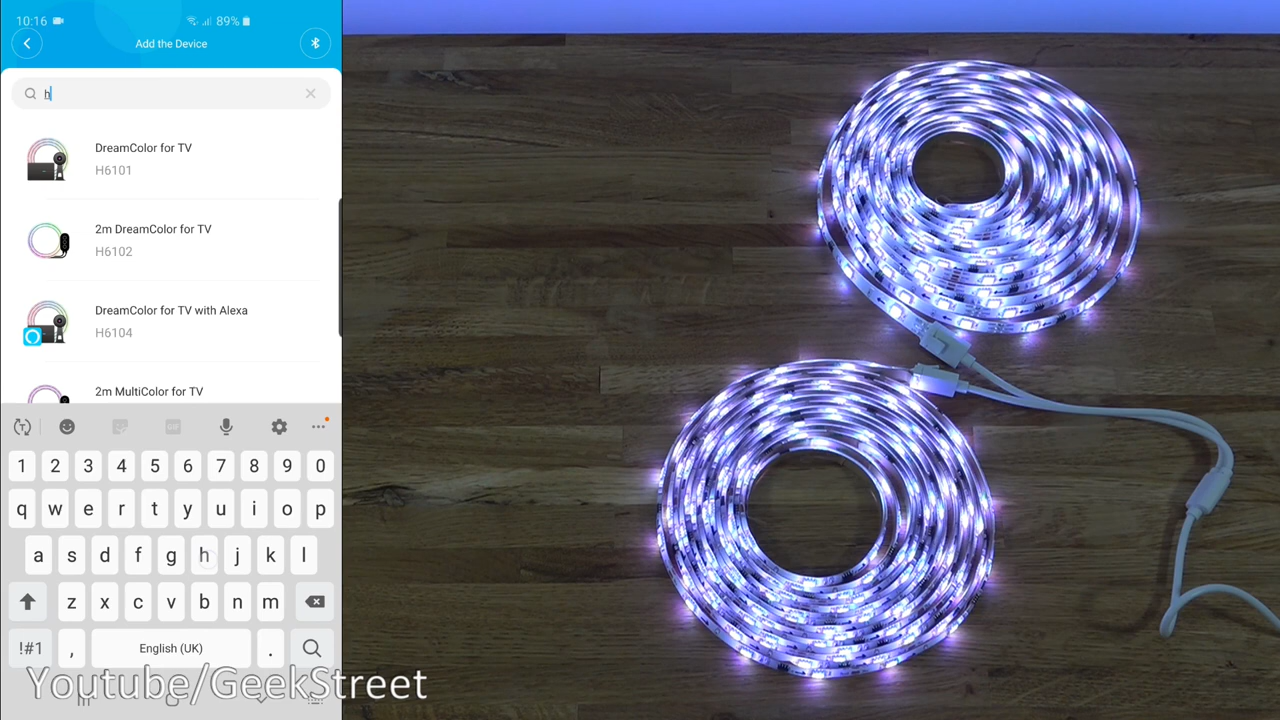 10:16 89%
Add the Device
h
DreamColor for TV
H6101
2m DreamColor for TV
H6102
DreamColor for TV with Alexa
H6104
2m MultiColor for TV
GIF
1 2 3 4 5 6 7 8 9 0
q w e r t y u i o p
a s d f g h j k l
z x c v b n m
!#1 , English (UK) .
Youtube/GeekStreet